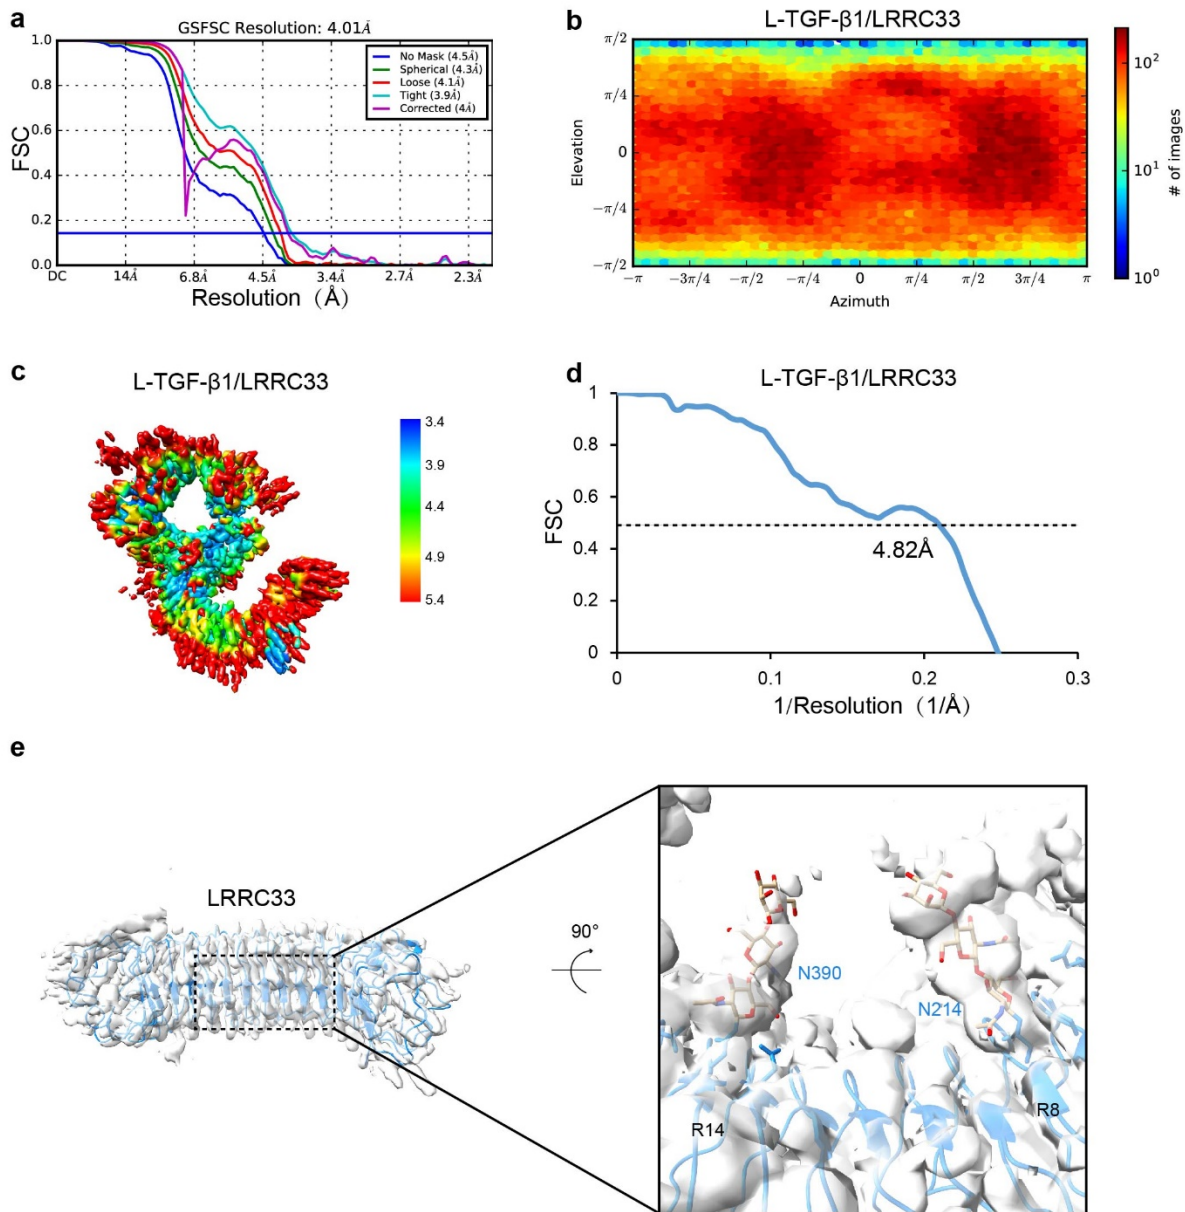 a
GSFSC Resolution: 4.01Å
1.0
0.8
0.6
0.4
0.2
0.0
FSC
No Mask (4.5Å)
Spherical (4.3Å)
Loose (4.1Å)
Tight (3.9Å)
Corrected (4Å)
DC 14Å 6.8Å 4.5Å 3.4Å 2.7Å 2.3Å
Resolution (Å)
b
L-TGF-β1/LRRC33
π/2
π/4
0
−π/4
−π/2
Elevation
−π −3π/4 −π/4 0 π/4 π/2 3π/4 π
Azimuth
10²
10¹
10⁰
# of images
c
L-TGF-β1/LRRC33
3.4
3.9
4.4
4.9
5.4
d
L-TGF-β1/LRRC33
1
0.8
0.6
0.4
0.2
0
FSC
4.82Å
0 0.1 0.2 0.3
1/Resolution (1/Å)
e
LRRC33
90°
N390
N214
R14
R8